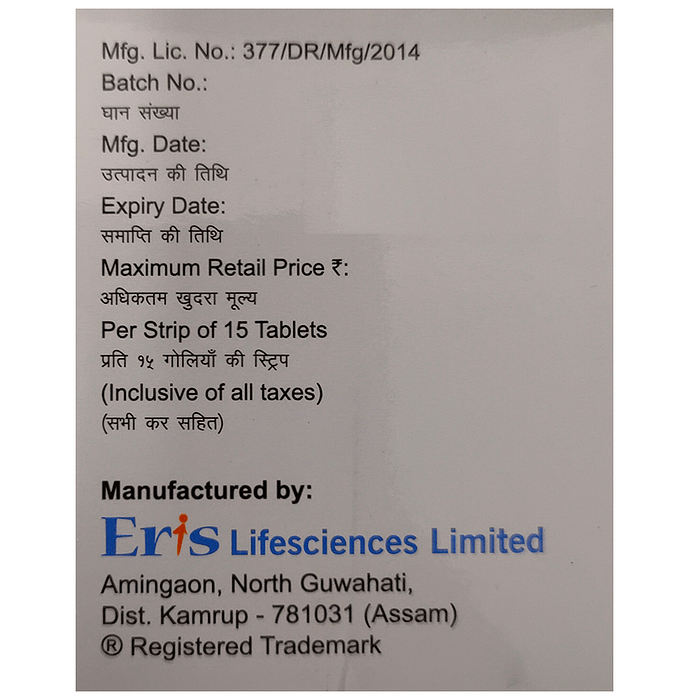 Mfg. Lic. No.: 377/DR/Mfg/2014
Batch No.:
घान संख्या
Mfg. Date:
उत्पादन की तिथि
Expiry Date:
समाप्ति की तिथि
Maximum Retail Price ₹:
अधिकतम खुदरा मूल्य
Per Strip of 15 Tablets
प्रति १५ गोलियाँ की स्ट्रिप
(Inclusive of all taxes)
(सभी कर सहित)
Manufactured by:
Eris Lifesciences Limited
Amingaon, North Guwahati,
Dist. Kamrup - 781031 (Assam)
® Registered Trademark